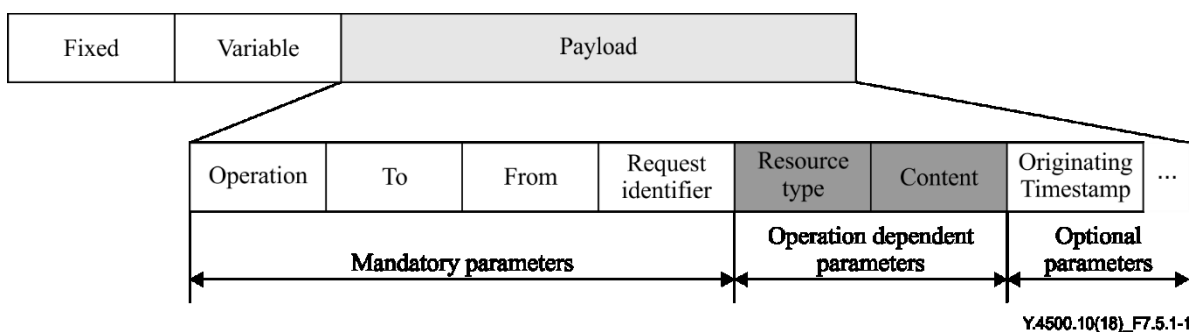 Fixed
Variable
Payload
Operation
To
From
Request
identifier
Resource
type
Content
Originating
Timestamp
...
Mandatory parameters
Operation dependent
parameters
Optional
parameters
Y.4500.10(18)_F7.5.1-1